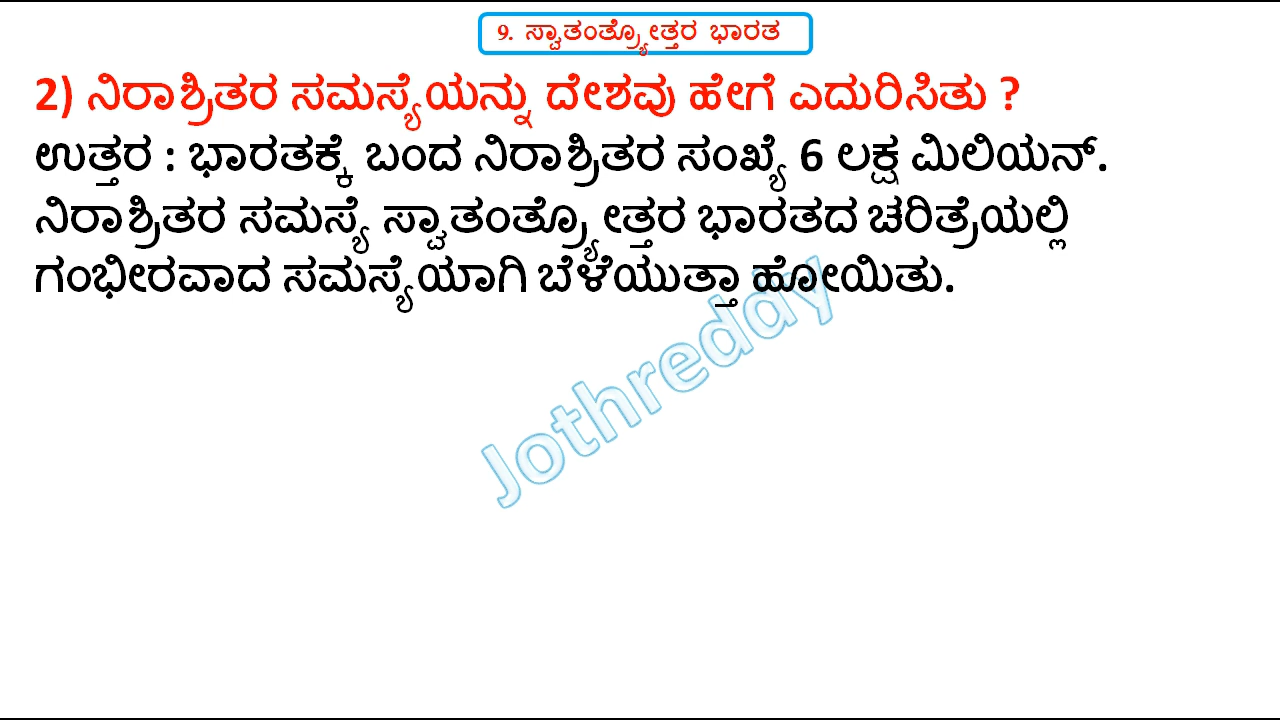 9. ಸ್ವಾತಂತ್ರ್ಯೋತ್ತರ ಭಾರತ
2) ನಿರಾಶ್ರಿತರ ಸಮಸ್ಯೆಯನ್ನು ದೇಶವು ಹೇಗೆ ಎದುರಿಸಿತು ?
ಉತ್ತರ : ಭಾರತಕ್ಕೆ ಬಂದ ನಿರಾಶ್ರಿತರ ಸಂಖ್ಯೆ 6 ಲಕ್ಷ ಮಿಲಿಯನ್.
ನಿರಾಶ್ರಿತರ ಸಮಸ್ಯೆ ಸ್ವಾತಂತ್ರ್ಯೋತ್ತರ ಭಾರತದ ಚರಿತ್ರೆಯಲ್ಲಿ
ಗಂಭೀರವಾದ ಸಮಸ್ಯೆಯಾಗಿ ಬೆಳೆಯುತ್ತಾ ಹೋಯಿತು.
Jothredday